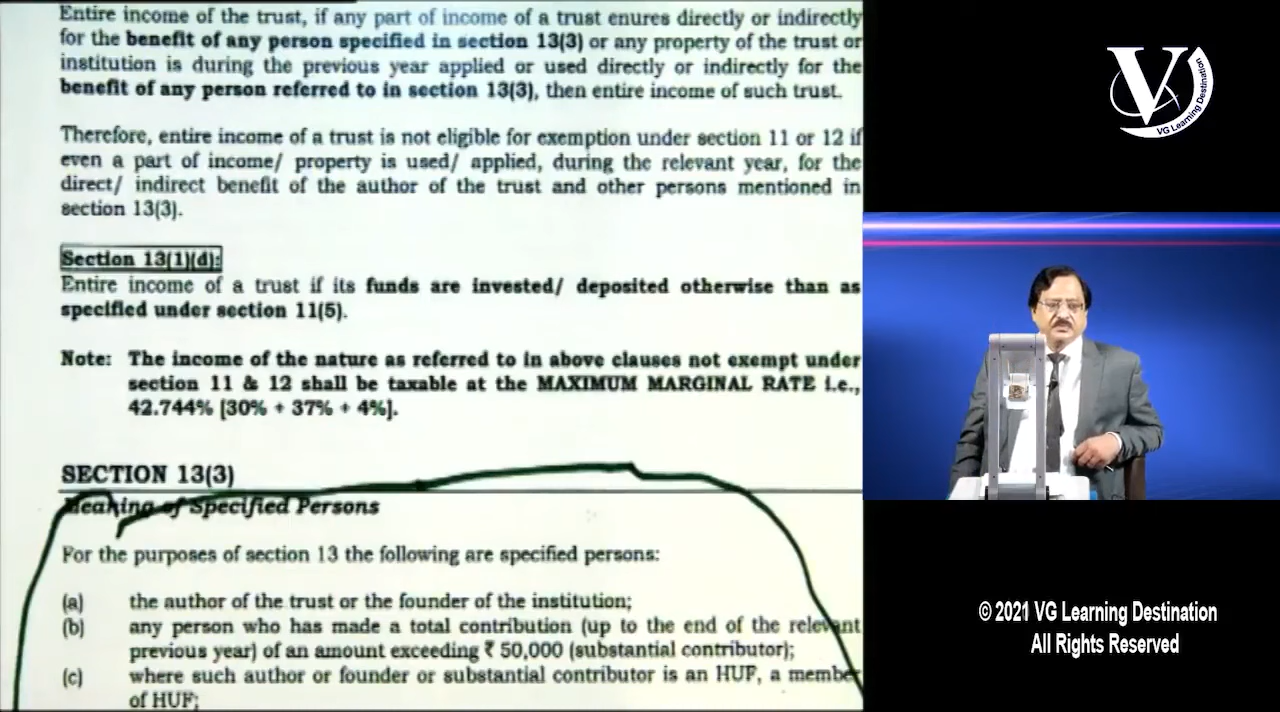 Entire income of the trust, if any part of income of a trust enures directly or indirectly
for the benefit of any person specified in section 13(3) or any property of the trust or
institution is during the previous year applied or used directly or indirectly for the
benefit of any person referred to in section 13(3), then entire income of such trust.
Therefore, entire income of a trust is not eligible for exemption under section 11 or 12 if
even a part of income/ property is used/ applied, during the relevant year, for the
direct/ indirect benefit of the author of the trust and other persons mentioned in
section 13(3).
Section 13(1)(d):
Entire income of a trust if its funds are invested/ deposited otherwise than as
specified under section 11(5).
Note: The income of the nature as referred to in above clauses not exempt under
section 11 & 12 shall be taxable at the MAXIMUM MARGINAL RATE i.e.,
42.744% [30% + 37% + 4%].
SECTION 13(3)
Meaning of Specified Persons
For the purposes of section 13 the following are specified persons:
(a) the author of the trust or the founder of the institution;
(b) any person who has made a total contribution (up to the end of the relevant
previous year) of an amount exceeding ₹ 50,000 (substantial contributor);
(c) where such author or founder or substantial contributor is an HUF, a member
of HUF;
V
VG Learning Destination
© 2021 VG Learning Destination
All Rights Reserved